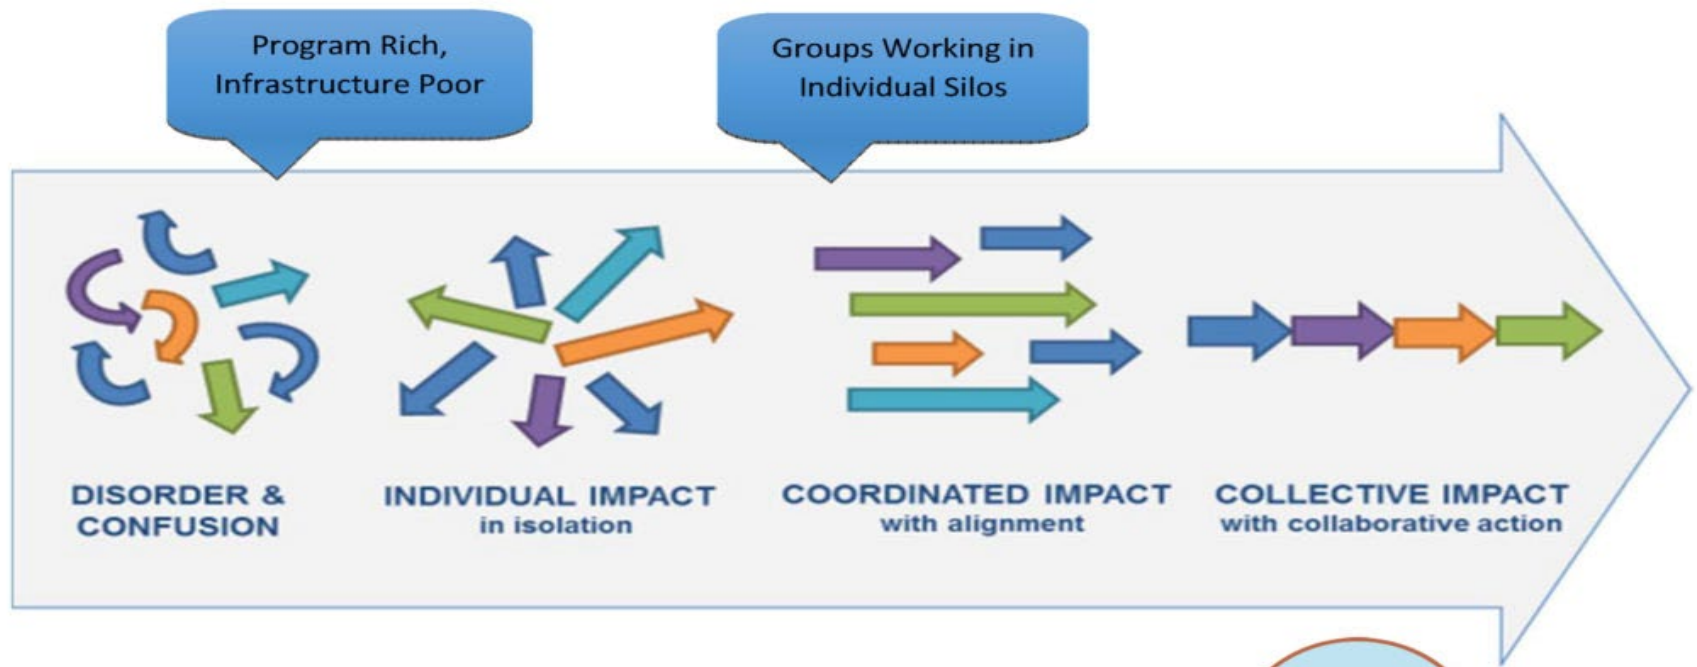 Program Rich,
Infrastructure Poor
Groups Working in
Individual Silos
DISORDER &
CONFUSION
INDIVIDUAL IMPACT
in isolation
COORDINATED IMPACT
with alignment
COLLECTIVE IMPACT
with collaborative action